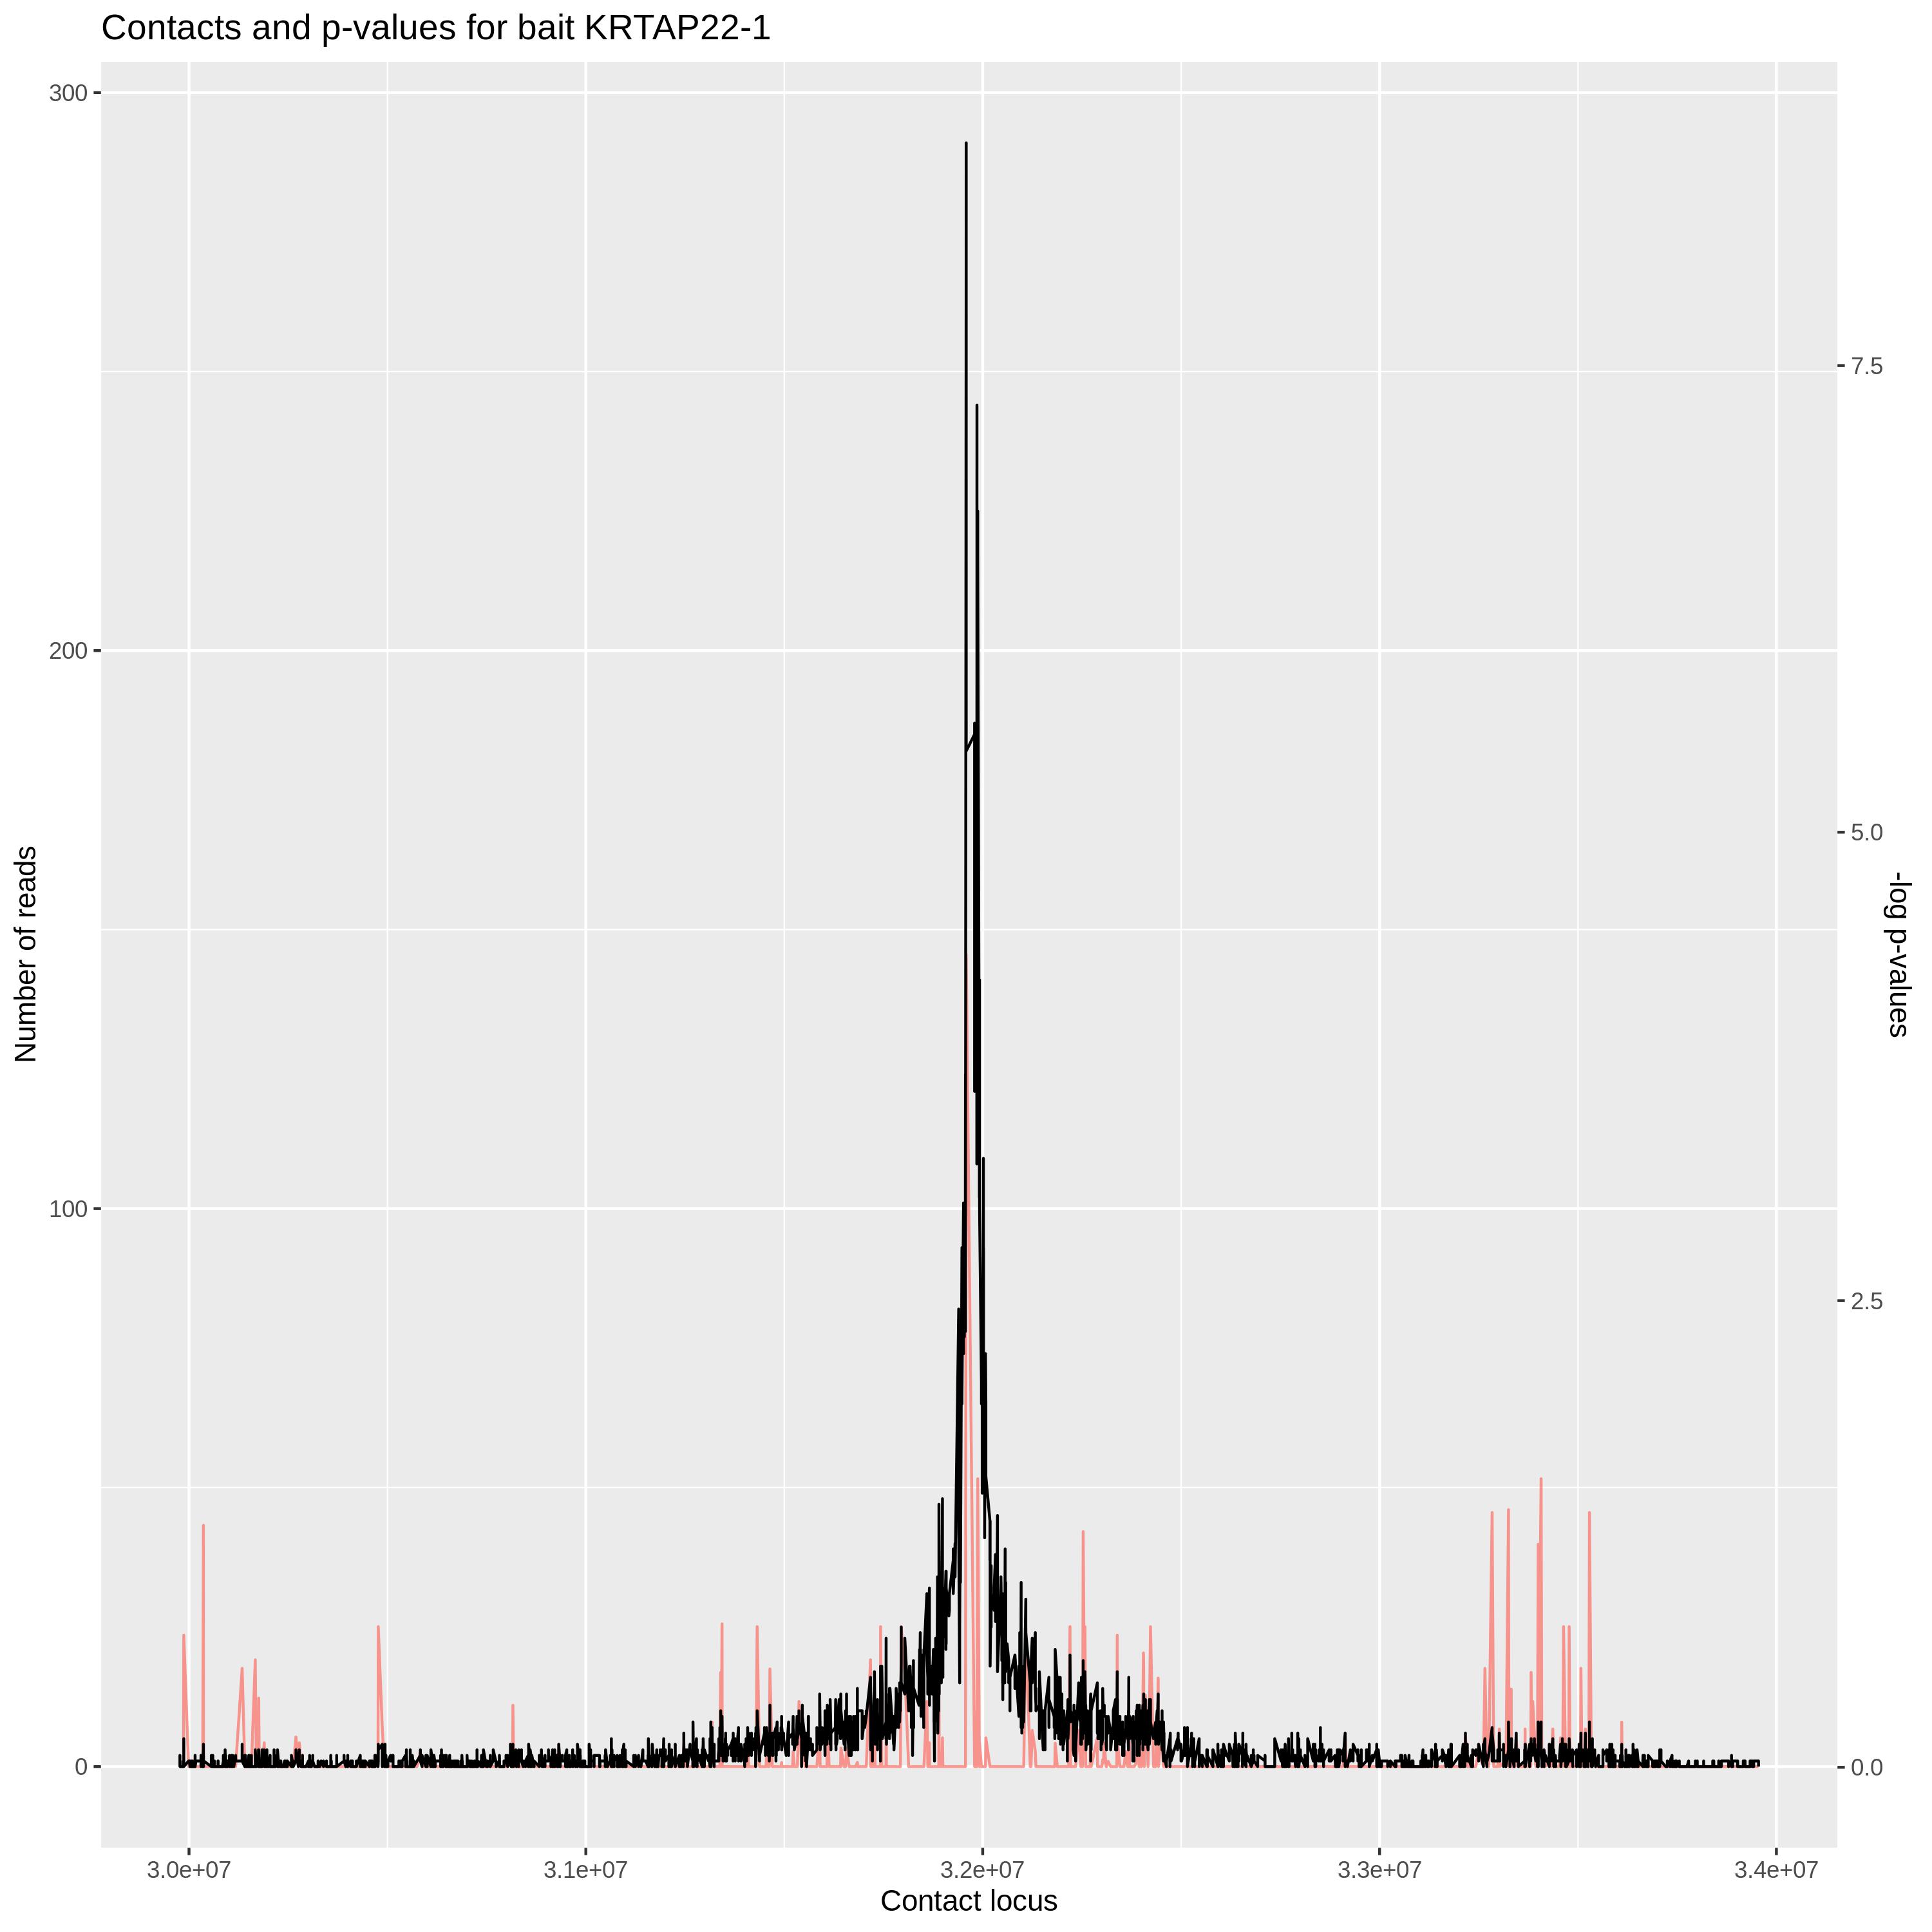 Contacts and p-values for bait KRTAP22-1
300
200
100
0
7.5
5.0
2.5
0.0
Number of reads
-log p-values
3.0e+07 3.1e+07 3.2e+07 3.3e+07 3.4e+07
Contact locus